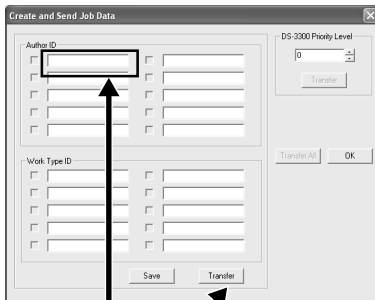 Create and Send Job Data
Author ID
DS-3300 Priority Level
0
Transfer
Transfer All
OK
Work Type ID
Save
Transfer